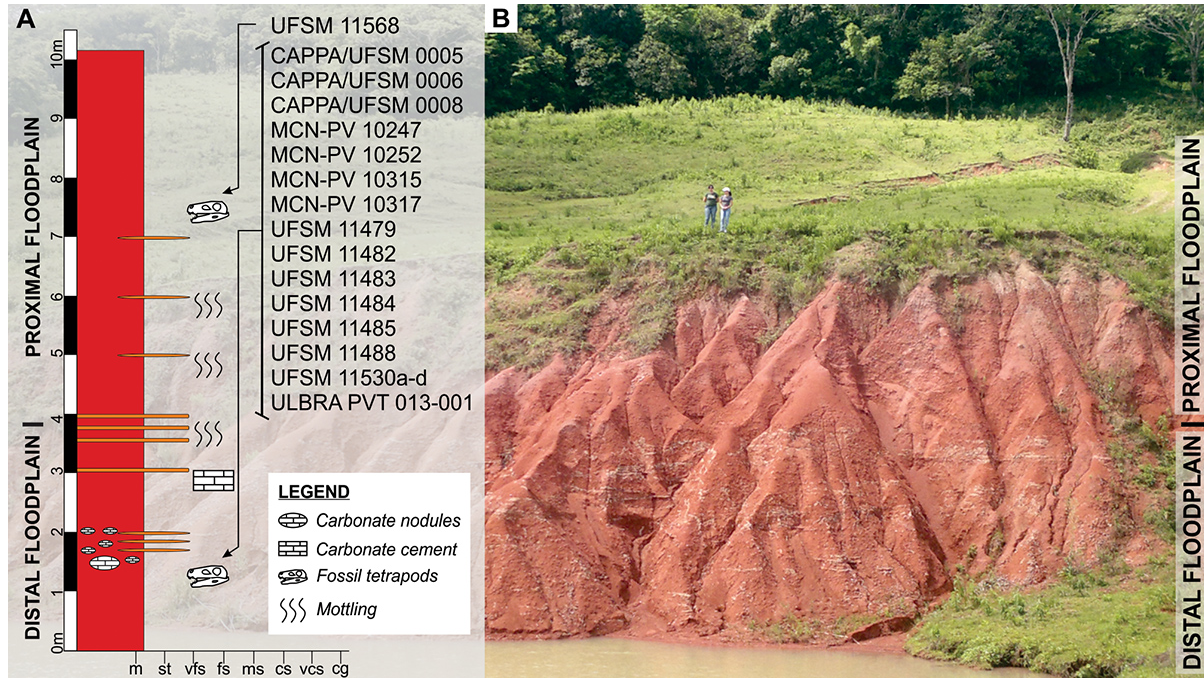 A
UFSM 11568
CAPPA/UFSM 0005
CAPPA/UFSM 0006
CAPPA/UFSM 0008
MCN-PV 10247
MCN-PV 10252
MCN-PV 10315
MCN-PV 10317
UFSM 11479
UFSM 11482
UFSM 11483
UFSM 11484
UFSM 11485
UFSM 11488
UFSM 11530a-d
ULBRA PVT 013-001
PROXIMAL FLOODPLAIN
DISTAL FLOODPLAIN
10m
9
8
7
6
5
4
3
2
1
0m
m st vfs fs ms cs vcs cg
LEGEND
Carbonate nodules
Carbonate cement
Fossil tetrapods
Mottling
B
PROXIMAL FLOODPLAIN
DISTAL FLOODPLAIN